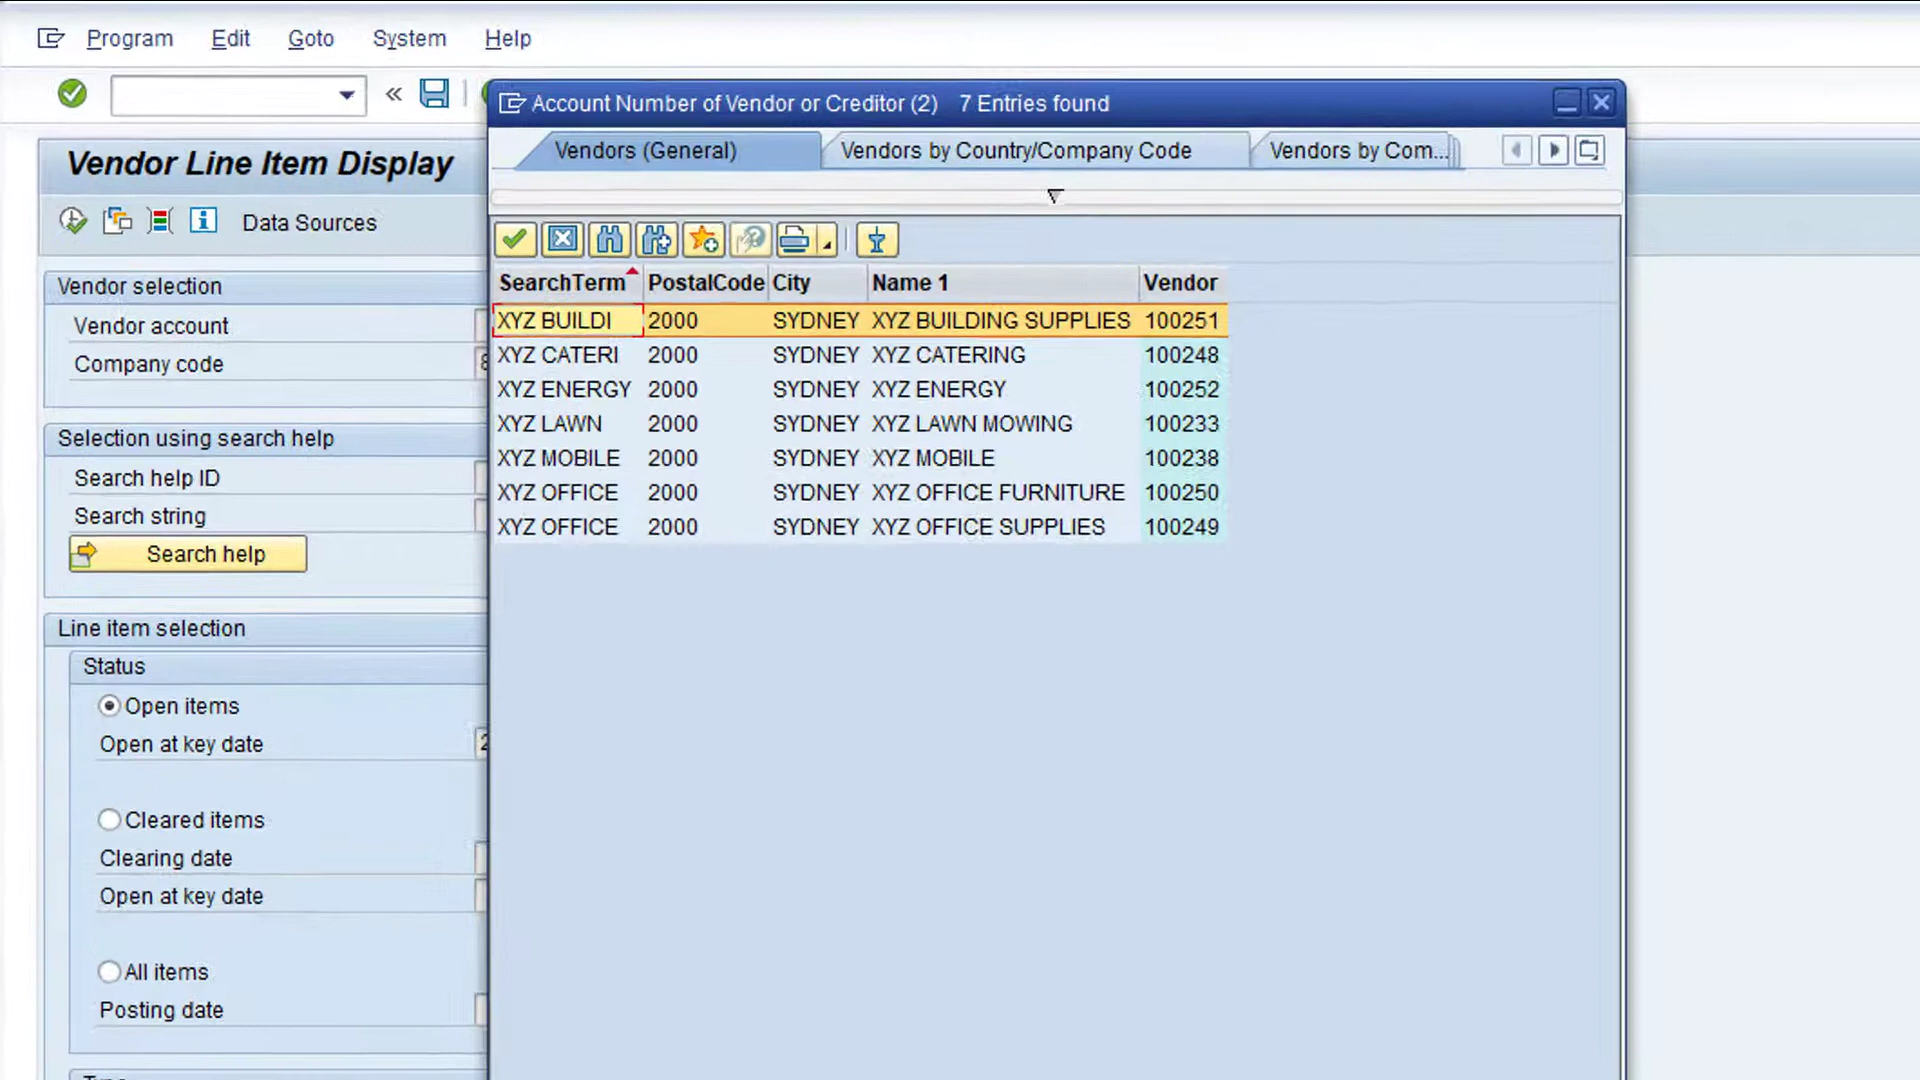 Program Edit Goto System Help
Account Number of Vendor or Creditor (2) 7 Entries found
Vendor Line Item Display
Vendors (General) Vendors by Country/Company Code Vendors by Com...
Data Sources
Vendor selection
Vendor account
Company code
SearchTerm PostalCode City Name 1 Vendor
XYZ BUILDI 2000 SYDNEY XYZ BUILDING SUPPLIES 100251
XYZ CATERI 2000 SYDNEY XYZ CATERING 100248
XYZ ENERGY 2000 SYDNEY XYZ ENERGY 100252
XYZ LAWN 2000 SYDNEY XYZ LAWN MOWING 100233
XYZ MOBILE 2000 SYDNEY XYZ MOBILE 100238
XYZ OFFICE 2000 SYDNEY XYZ OFFICE FURNITURE 100250
XYZ OFFICE 2000 SYDNEY XYZ OFFICE SUPPLIES 100249
Selection using search help
Search help ID
Search string
Search help
Line item selection
Status
Open items
Open at key date
Cleared items
Clearing date
Open at key date
All items
Posting date